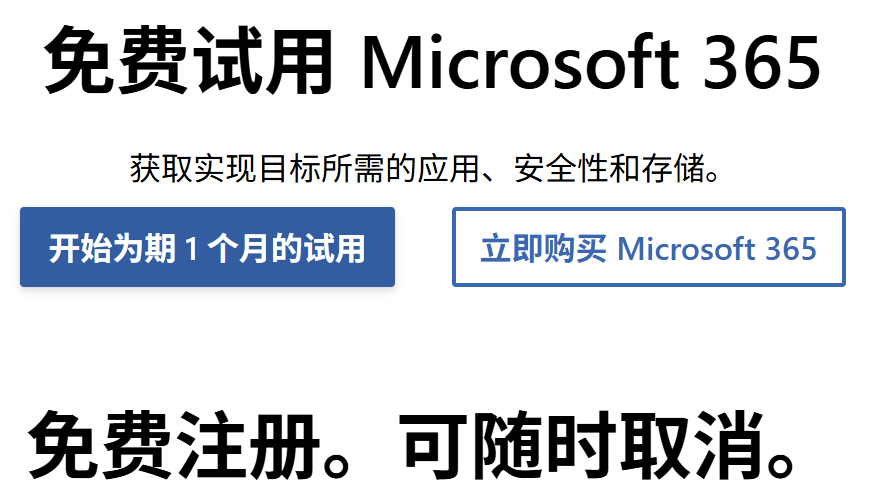 免费试用 Microsoft 365
获取实现目标所需的应用、安全性和存储。
开始为期 1 个月的试用
立即购买 Microsoft 365
免费注册。可随时取消。